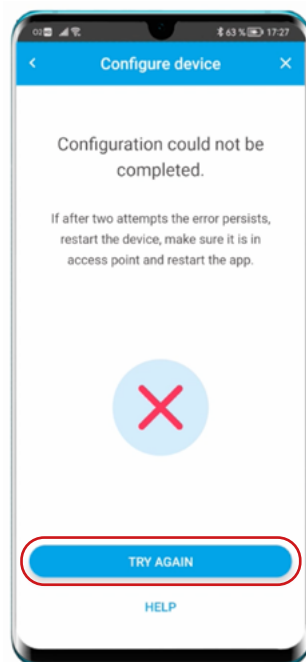 O2 63 % 17:27
Configure device
Configuration could not be
completed.
If after two attempts the error persists,
restart the device, make sure it is in
access point and restart the app.
TRY AGAIN
HELP